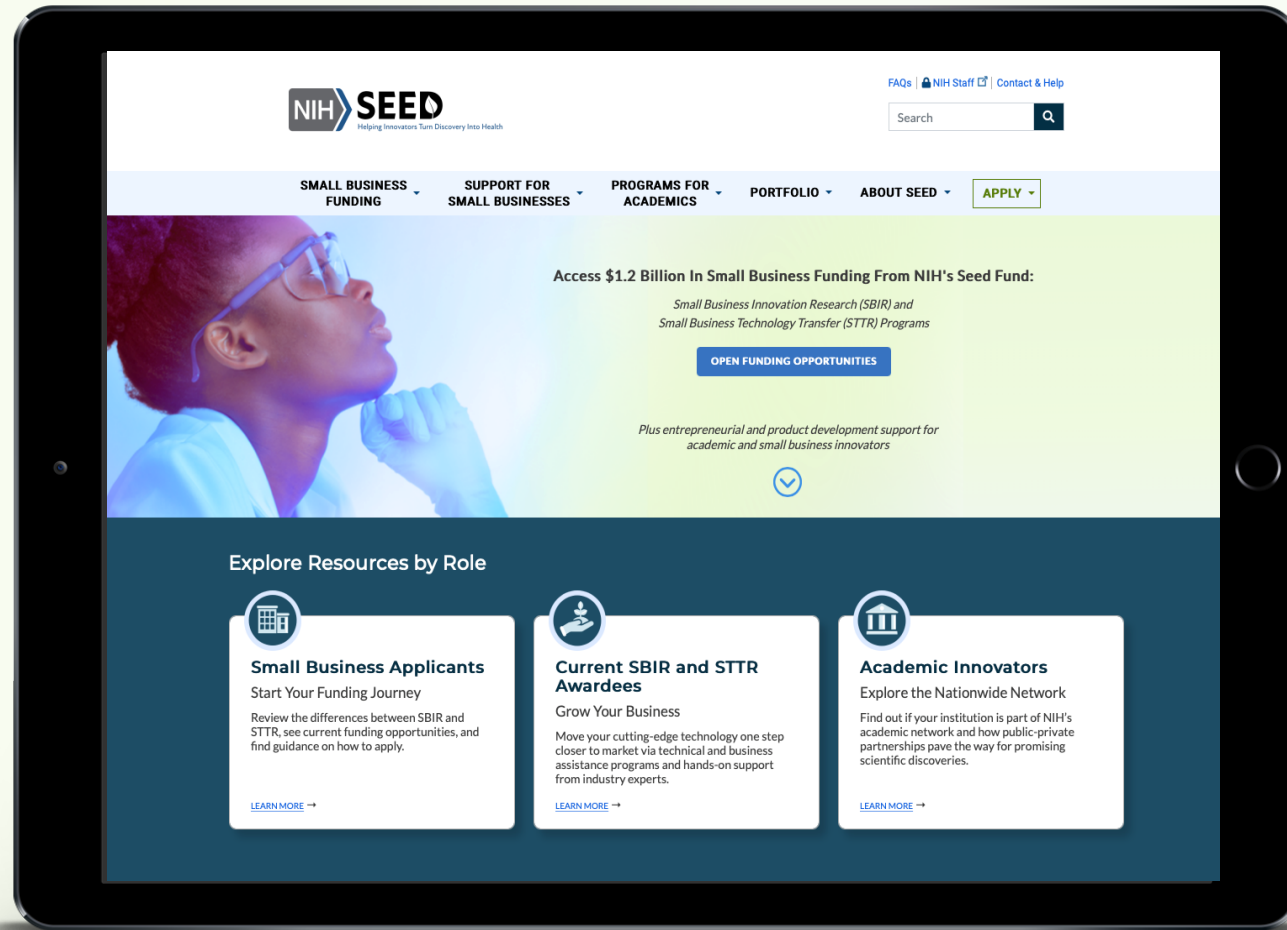 FAQs | NIH Staff | Contact & Help
NIH SEED
Helping Innovators Turn Discovery Into Health
Search
SMALL BUSINESS
FUNDING
SUPPORT FOR
SMALL BUSINESSES
PROGRAMS FOR
ACADEMICS
PORTFOLIO
ABOUT SEED
APPLY
Access $1.2 Billion In Small Business Funding From NIH's Seed Fund:
Small Business Innovation Research (SBIR) and
Small Business Technology Transfer (STTR) Programs
OPEN FUNDING OPPORTUNITIES
Plus entrepreneurial and product development support for
academic and small business innovators
Explore Resources by Role
Small Business Applicants
Start Your Funding Journey
Review the differences between SBIR and
STTR, see current funding opportunities, and
find guidance on how to apply.
LEARN MORE →
Current SBIR and STTR
Awardees
Grow Your Business
Move your cutting-edge technology one step
closer to market via technical and business
assistance programs and hands-on support
from industry experts.
LEARN MORE →
Academic Innovators
Explore the Nationwide Network
Find out if your institution is part of NIH's
academic network and how public-private
partnerships pave the way for promising
scientific discoveries.
LEARN MORE →